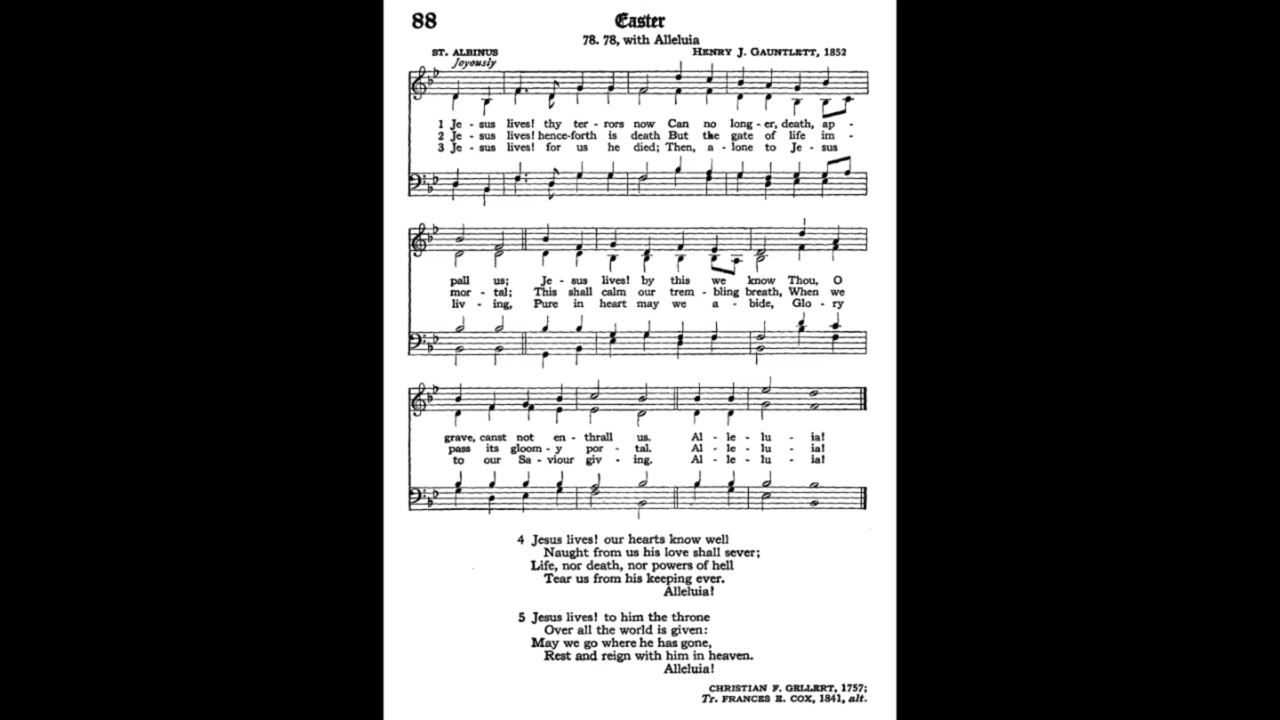 88
Easter
78. 78, with Alleluia
ST. ALBINUS
HENRY J. GAUNTLETT, 1852
Joyously
1 Je - sus lives! thy ter - rors now Can no long - er, death, ap -
2 Je - sus lives! hence-forth is death But the gate of life im -
3 Je - sus lives! for us he died; Then, a - lone to Je - sus
pall us; Je - sus lives! by this we know Thou, O
mor - tal; This shall calm our trem - bling breath, When we
liv - ing, Pure in heart may we a - bide, Glo - ry
grave, canst not en - thrall us. Al - le - lu - ia!
pass its gloom - y por - tal. Al - le - lu - ia!
to our Sa - viour giv - ing. Al - le - lu - ia!
4 Jesus lives! our hearts know well
Naught from us his love shall sever;
Life, nor death, nor powers of hell
Tear us from his keeping ever.
Alleluia!
5 Jesus lives! to him the throne
Over all the world is given:
May we go where he has gone,
Rest and reign with him in heaven.
Alleluia!
CHRISTIAN F. GELLERT, 1757;
Tr. FRANCES E. COX, 1841, alt.